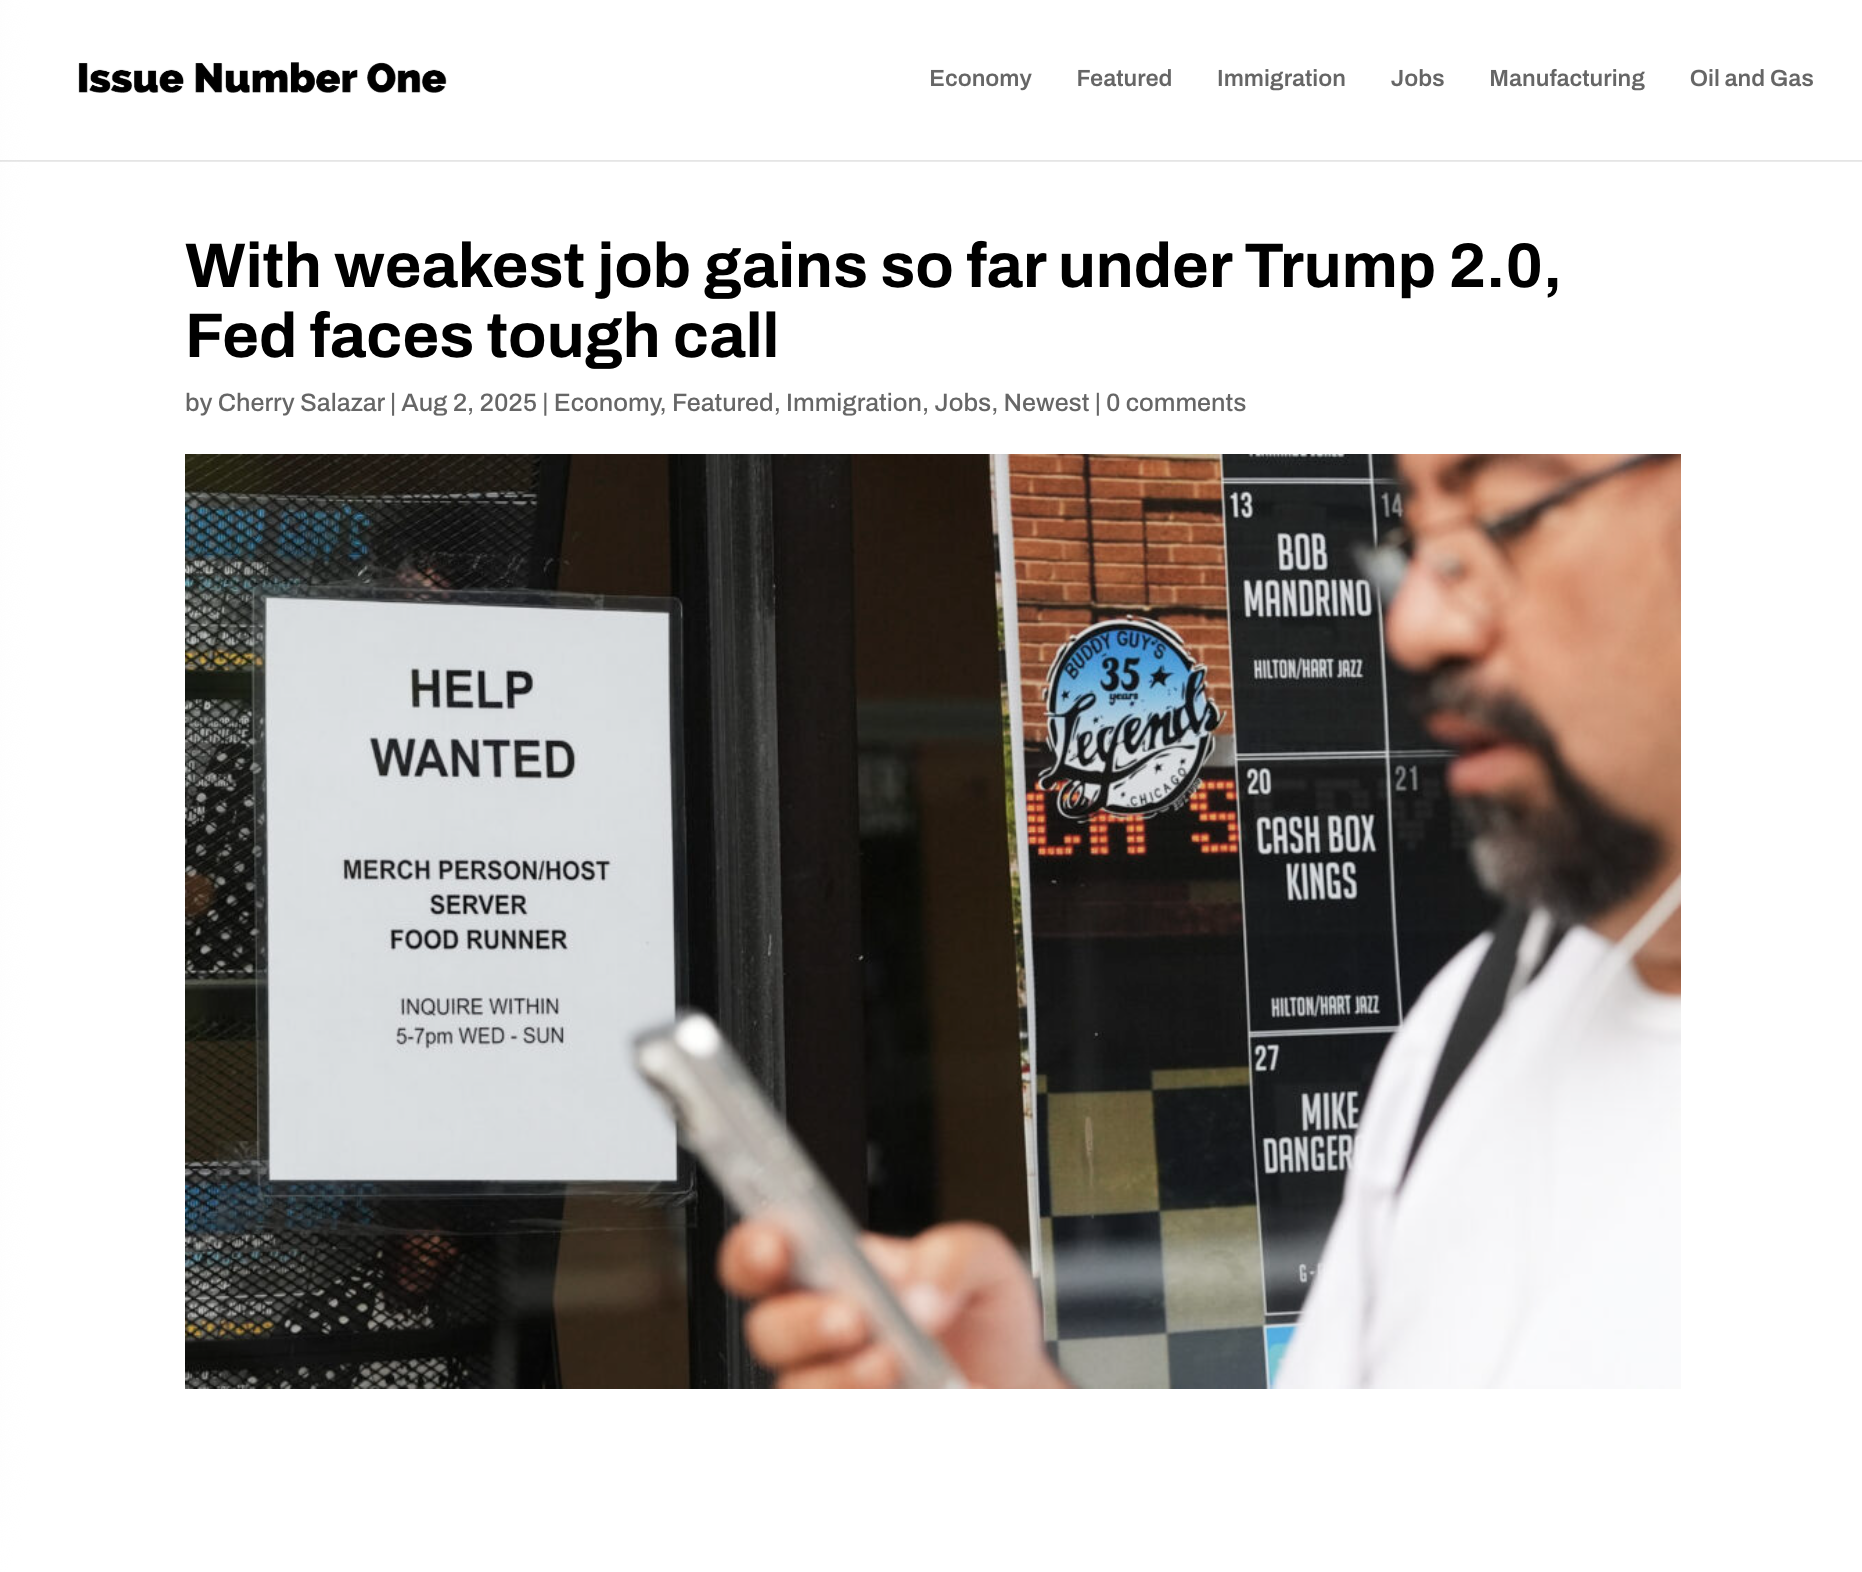 Issue Number One
Economy Featured Immigration Jobs Manufacturing Oil and Gas
With weakest job gains so far under Trump 2.0,
Fed faces tough call
by Cherry Salazar | Aug 2, 2025 | Economy, Featured, Immigration, Jobs, Newest | 0 comments
HELP
WANTED
MERCH PERSON/HOST
SERVER
FOOD RUNNER
INQUIRE WITHIN
5-7pm WED - SUN
BUDDY GUY'S
35
years
Legends
CHICAGO
13
BOB
MANDRINO
HILTON/HART JAZZ
14
20
CASH BOX
KINGS
HILTON/HART JAZZ
21
27
MIKE